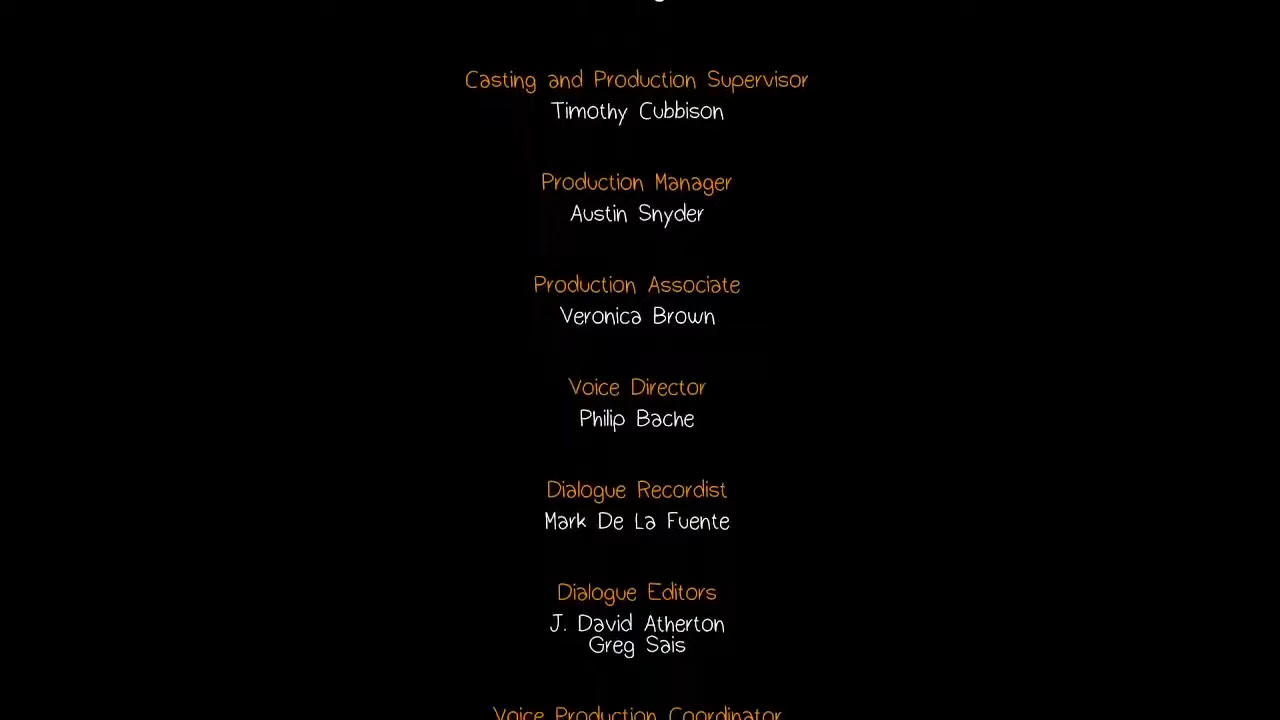 Casting and Production Supervisor
Timothy Cubbison
Production Manager
Austin Snyder
Production Associate
Veronica Brown
Voice Director
Philip Bache
Dialogue Recordist
Mark De La Fuente
Dialogue Editors
J. David Atherton
Greg Sais
Voice Production Coordinator